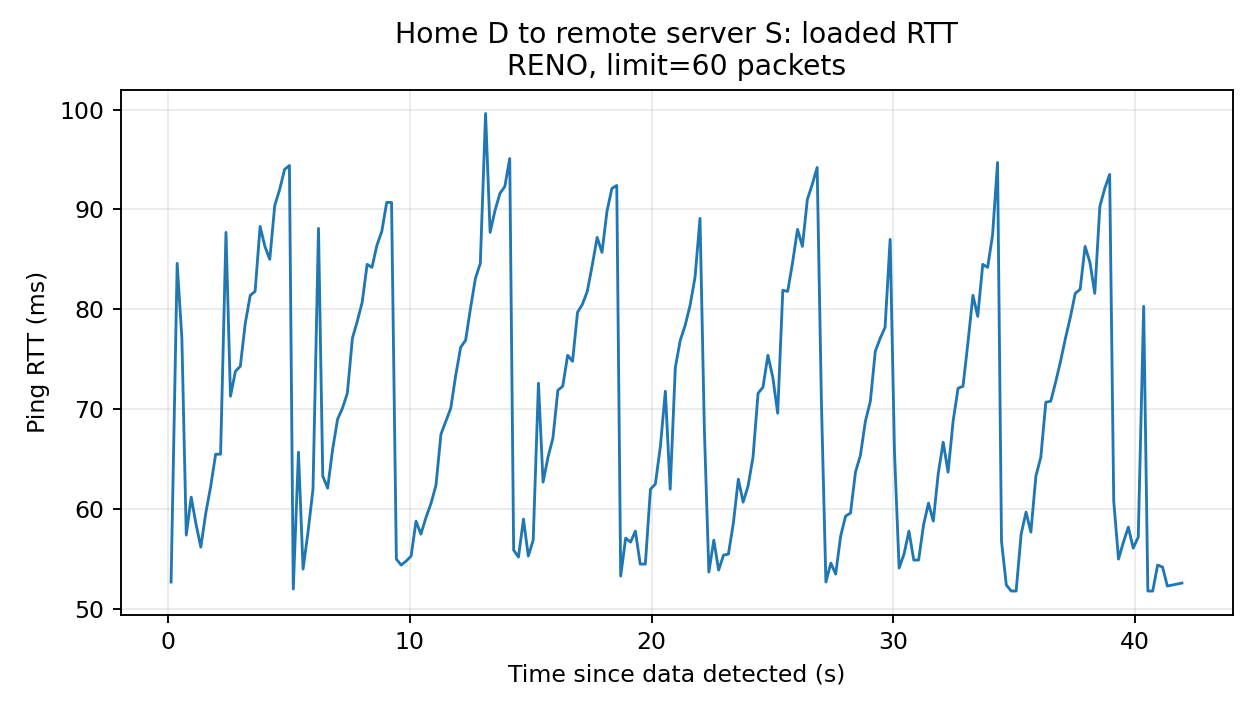 Home D to remote server S: loaded RTT
RENO, limit=60 packets
Ping RTT (ms)
100
90
80
70
60
50
0
10
20
30
40
Time since data detected (s)